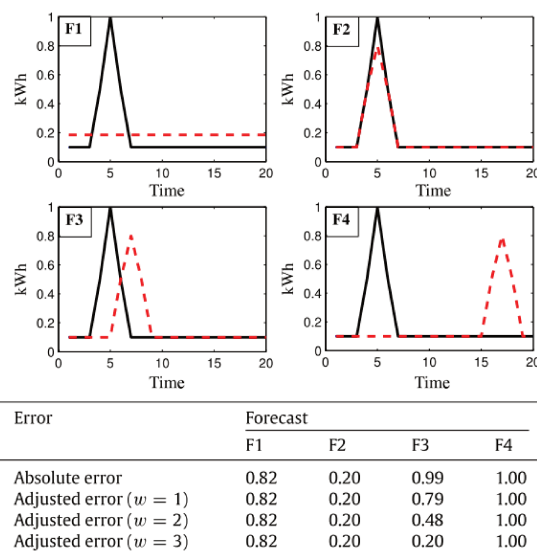 F1
kWh
1
0.8
0.6
0.4
0.2
0
0 5 10 15 20
Time
F2
kWh
1
0.8
0.6
0.4
0.2
0
0 5 10 15 20
Time
F3
kWh
1
0.8
0.6
0.4
0.2
0
0 5 10 15 20
Time
F4
kWh
1
0.8
0.6
0.4
0.2
0
0 5 10 15 20
Time
Error Forecast
F1 F2 F3 F4
Absolute error 0.82 0.20 0.99 1.00
Adjusted error (w = 1) 0.82 0.20 0.79 1.00
Adjusted error (w = 2) 0.82 0.20 0.48 1.00
Adjusted error (w = 3) 0.82 0.20 0.20 1.00